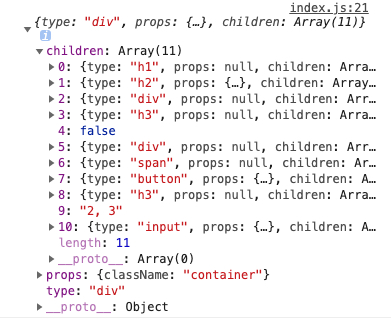 index.js:21
{type: "div", props: {…}, children: Array(11)}
i
children: Array(11)
0: {type: "h1", props: null, children: Arra…
1: {type: "h2", props: {…}, children: Array…
2: {type: "div", props: null, children: Arr…
3: {type: "h3", props: null, children: Arra…
4: false
5: {type: "div", props: null, children: Arr…
6: {type: "span", props: null, children: Ar…
7: {type: "button", props: {…}, children: A…
8: {type: "h3", props: null, children: Arra…
9: "2, 3"
10: {type: "input", props: {…}, children: A…
length: 11
__proto__: Array(0)
props: {className: "container"}
type: "div"
__proto__: Object